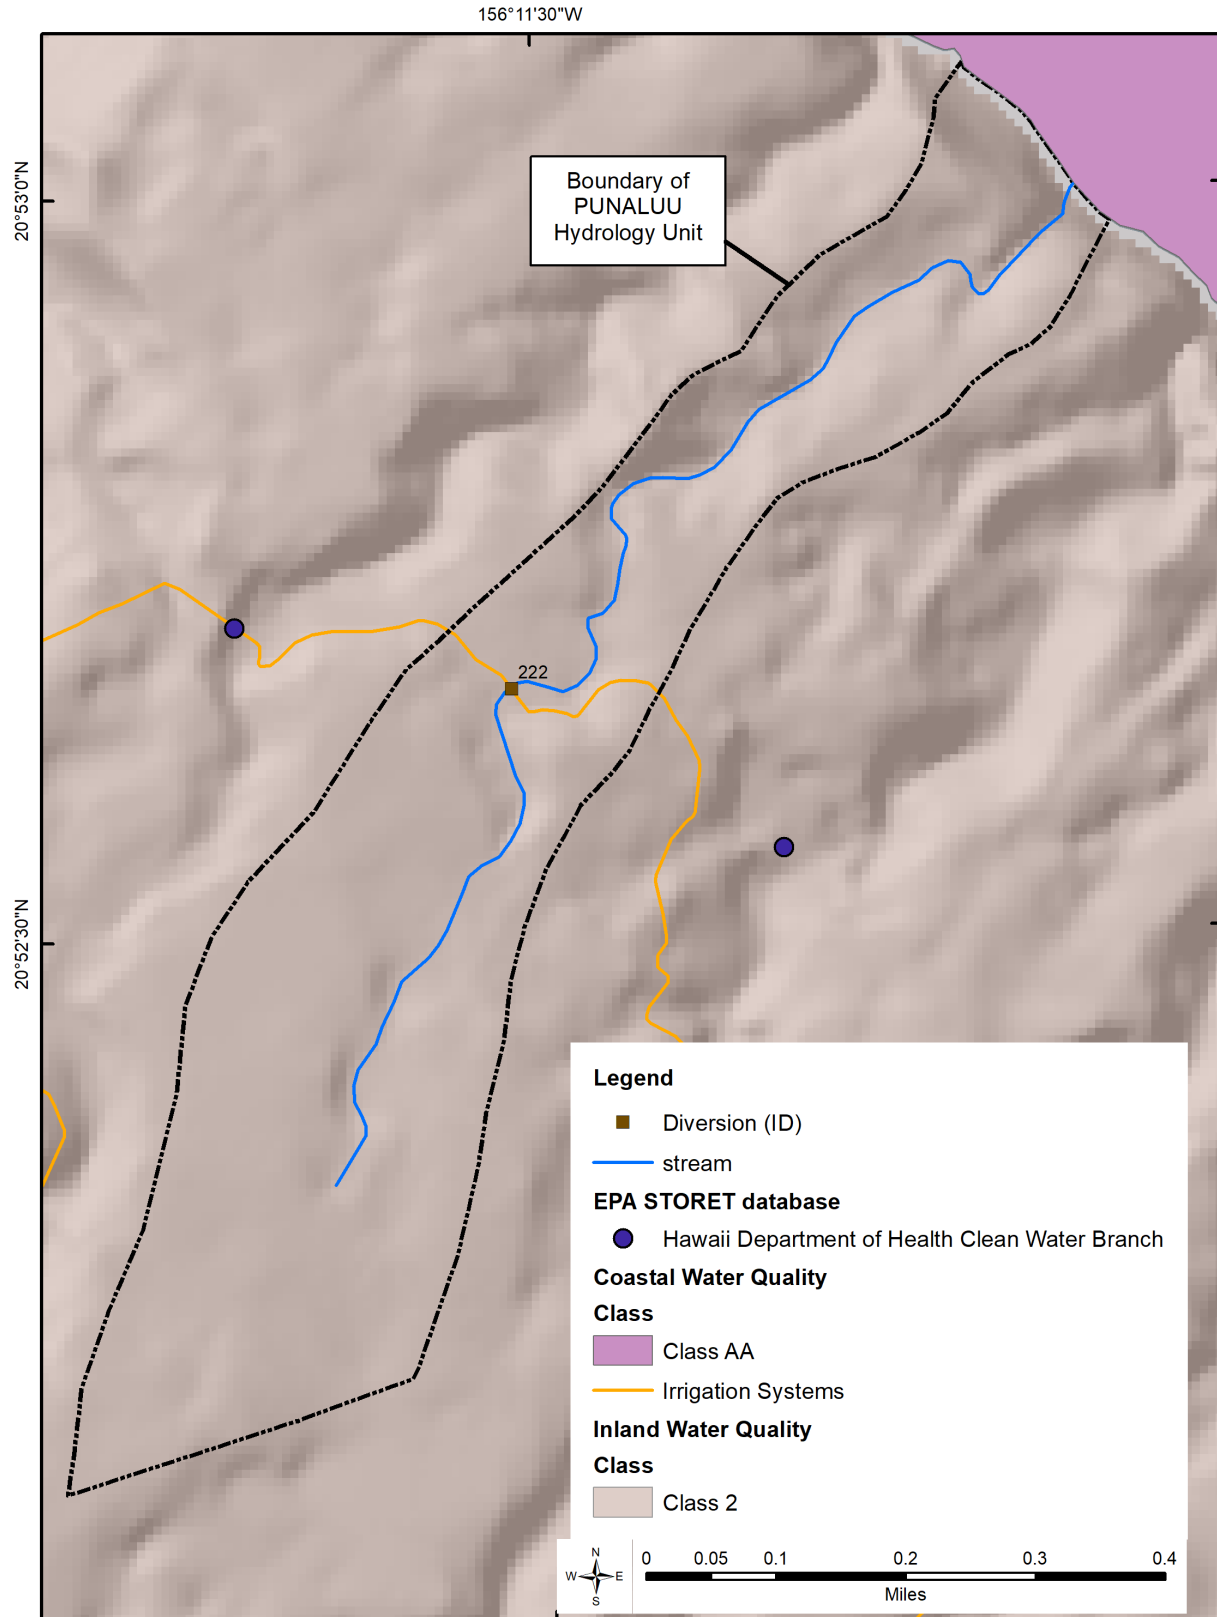 156°11'30"W
20°53'0"N
Boundary of
PUNALUU
Hydrology Unit
222
20°52'30"N
Legend
Diversion (ID)
stream
EPA STORET database
Hawaii Department of Health Clean Water Branch
Coastal Water Quality
Class
Class AA
Irrigation Systems
Inland Water Quality
Class
Class 2
N
W E
S
0 0.05 0.1 0.2 0.3 0.4
Miles